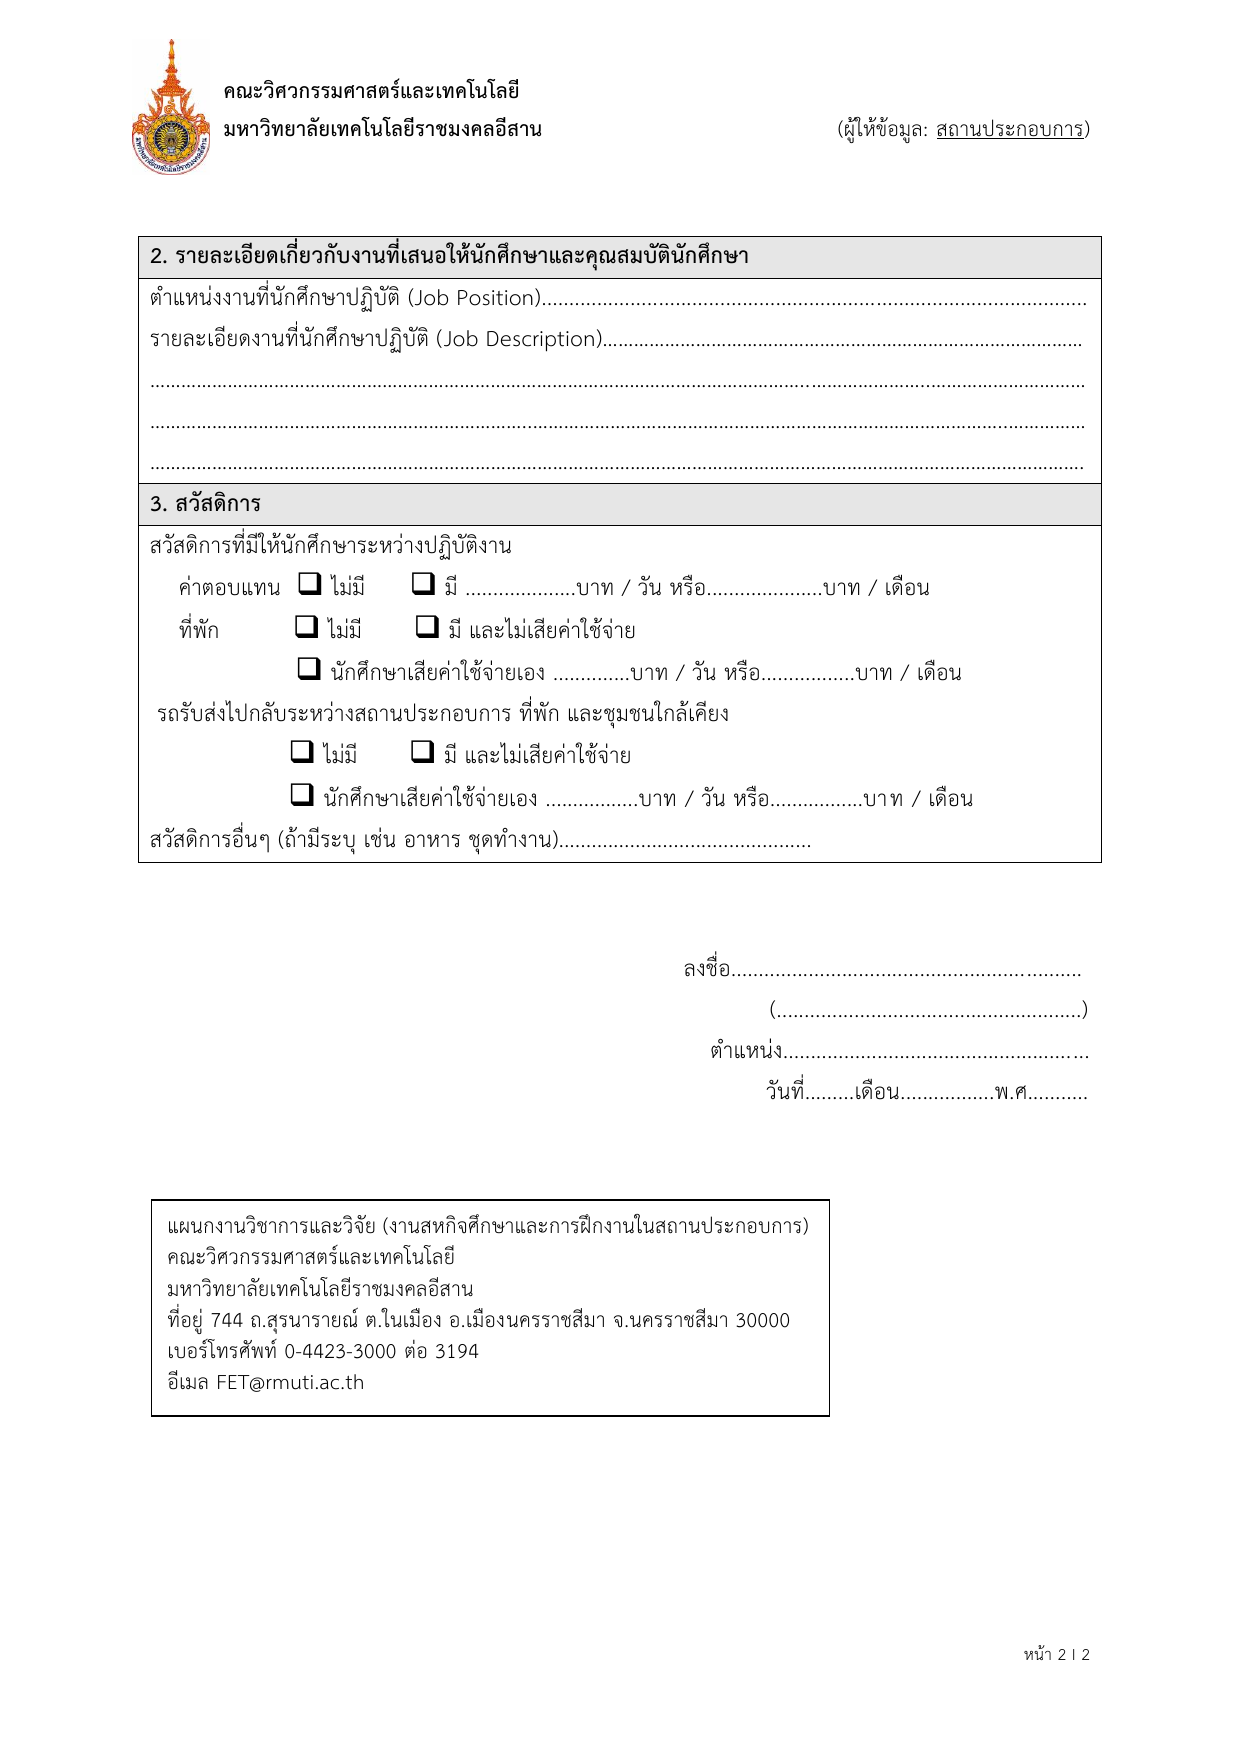 คณะวิศวกรรมศาสตร์และเทคโนโลยี
มหาวิทยาลัยเทคโนโลยีราชมงคลอีสาน (ผู้ให้ข้อมูล: สถานประกอบการ)
2. รายละเอียดเกี่ยวกับงานที่เสนอให้นักศึกษาและคุณสมบัตินักศึกษา
ตำแหน่งงานที่นักศึกษาปฏิบัติ (Job Position)....................................................................................................
รายละเอียดงานที่นักศึกษาปฏิบัติ (Job Description)........................................................................................
............................................................................................................................................................................
............................................................................................................................................................................
............................................................................................................................................................................
3. สวัสดิการ
สวัสดิการที่มีให้นักศึกษาระหว่างปฏิบัติงาน
ค่าตอบแทน ❑ ไม่มี ❑ มี ....................บาท / วัน หรือ.....................บาท / เดือน
ที่พัก ❑ ไม่มี ❑ มี และไม่เสียค่าใช้จ่าย
❑ นักศึกษาเสียค่าใช้จ่ายเอง ..............บาท / วัน หรือ.................บาท / เดือน
รถรับส่งไปกลับระหว่างสถานประกอบการ ที่พัก และชุมชนใกล้เคียง
❑ ไม่มี ❑ มี และไม่เสียค่าใช้จ่าย
❑ นักศึกษาเสียค่าใช้จ่ายเอง .................บาท / วัน หรือ.................บาท / เดือน
สวัสดิการอื่นๆ (ถ้ามีระบุ เช่น อาหาร ชุดทำงาน)..............................................
ลงชื่อ................................................................
(.......................................................)
ตำแหน่ง........................................................
วันที่.........เดือน.................พ.ศ...........
แผนกงานวิชาการและวิจัย (งานสหกิจศึกษาและการฝึกงานในสถานประกอบการ)
คณะวิศวกรรมศาสตร์และเทคโนโลยี
มหาวิทยาลัยเทคโนโลยีราชมงคลอีสาน
ที่อยู่ 744 ถ.สุรนารายณ์ ต.ในเมือง อ.เมืองนครราชสีมา จ.นครราชสีมา 30000
เบอร์โทรศัพท์ 0-4423-3000 ต่อ 3194
อีเมล FET@rmuti.ac.th
หน้า 2 | 2